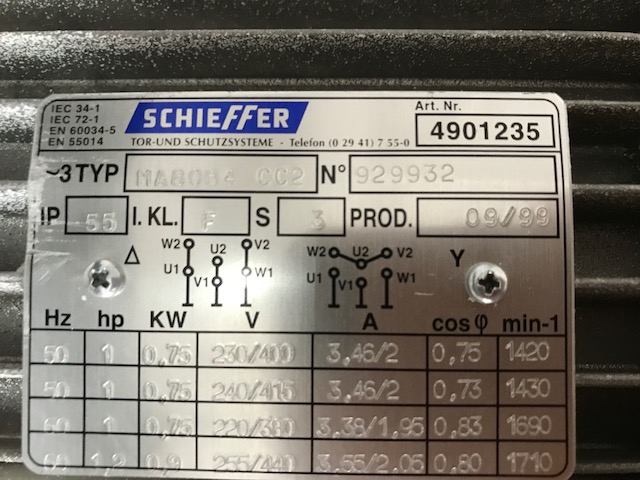 IEC 34-1
IEC 72-1
EN 60034-5
EN 55014
SCHIEFFER
TOR-UND SCHUTZSYSTEME - Telefon (0 29 41) 7 55-0
Art. Nr.
4901235
~3 TYP MA80B4 CC2 N° 929932
IP 55 I. KL. F S 3 PROD. 09/99
Δ W2 U2 V2 W2 U2 V2 Y
U1 V1 W1 U1 V1 W1
Hz hp KW V A cosφ min-1
50 1 0,75 230/400 3,46/2 0,75 1420
50 1 0,75 240/415 3,46/2 0,73 1430
60 1 0,75 220/380 3,38/1,95 0,83 1690
60 1,2 0,9 255/440 3,55/2,05 0,80 1710